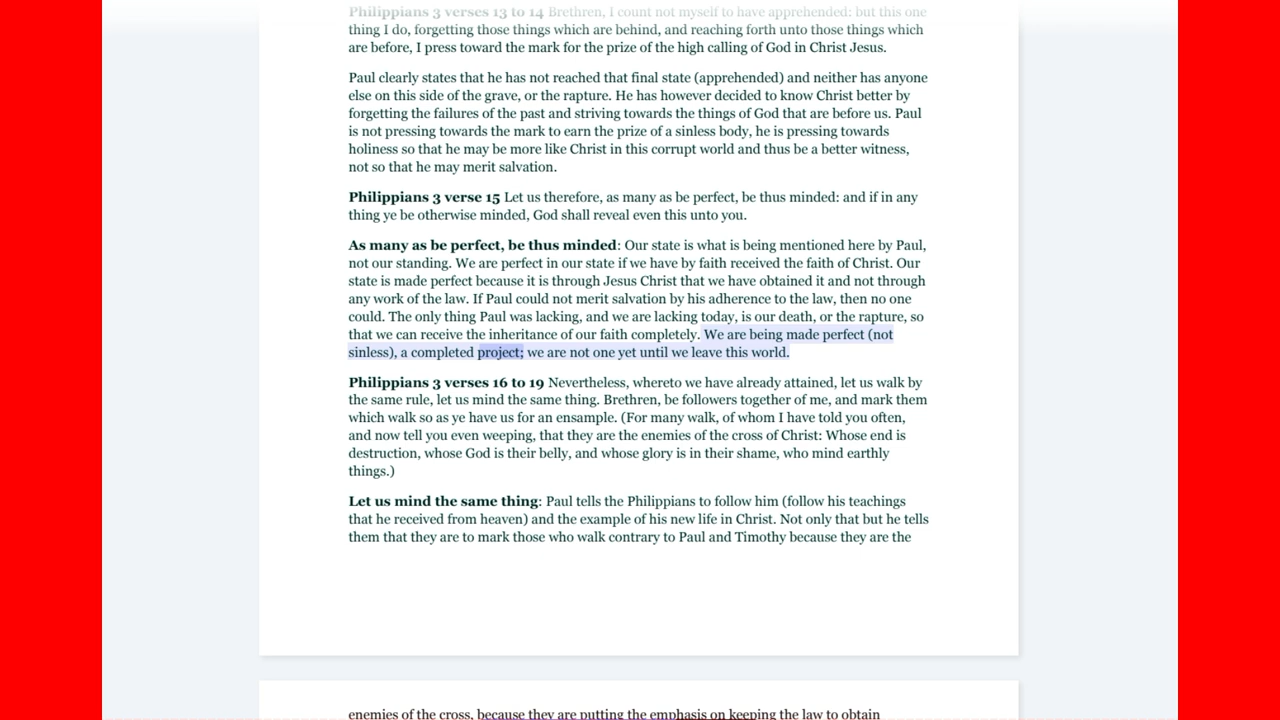 Philippians 3 verses 13 to 14 Brethren, I count not myself to have apprehended: but this one
thing I do, forgetting those things which are behind, and reaching forth unto those things which
are before, I press toward the mark for the prize of the high calling of God in Christ Jesus.
Paul clearly states that he has not reached that final state (apprehended) and neither has anyone
else on this side of the grave, or the rapture. He has however decided to know Christ better by
forgetting the failures of the past and striving towards the things of God that are before us. Paul
is not pressing towards the mark to earn the prize of a sinless body, he is pressing towards
holiness so that he may be more like Christ in this corrupt world and thus be a better witness,
not so that he may merit salvation.
Philippians 3 verse 15 Let us therefore, as many as be perfect, be thus minded: and if in any
thing ye be otherwise minded, God shall reveal even this unto you.
As many as be perfect, be thus minded: Our state is what is being mentioned here by Paul,
not our standing. We are perfect in our state if we have by faith received the faith of Christ. Our
state is made perfect because it is through Jesus Christ that we have obtained it and not through
any work of the law. If Paul could not merit salvation by his adherence to the law, then no one
could. The only thing Paul was lacking, and we are lacking today, is our death, or the rapture, so
that we can receive the inheritance of our faith completely. We are being made perfect (not
sinless), a completed project; we are not one yet until we leave this world.
Philippians 3 verses 16 to 19 Nevertheless, whereto we have already attained, let us walk by
the same rule, let us mind the same thing. Brethren, be followers together of me, and mark them
which walk so as ye have us for an ensample. (For many walk, of whom I have told you often,
and now tell you even weeping, that they are the enemies of the cross of Christ: Whose end is
destruction, whose God is their belly, and whose glory is in their shame, who mind earthly
things.)
Let us mind the same thing: Paul tells the Philippians to follow him (follow his teachings
that he received from heaven) and the example of his new life in Christ. Not only that but he tells
them that they are to mark those who walk contrary to Paul and Timothy because they are the
enemies of the cross, because they are putting the emphasis on keeping the law to obtain